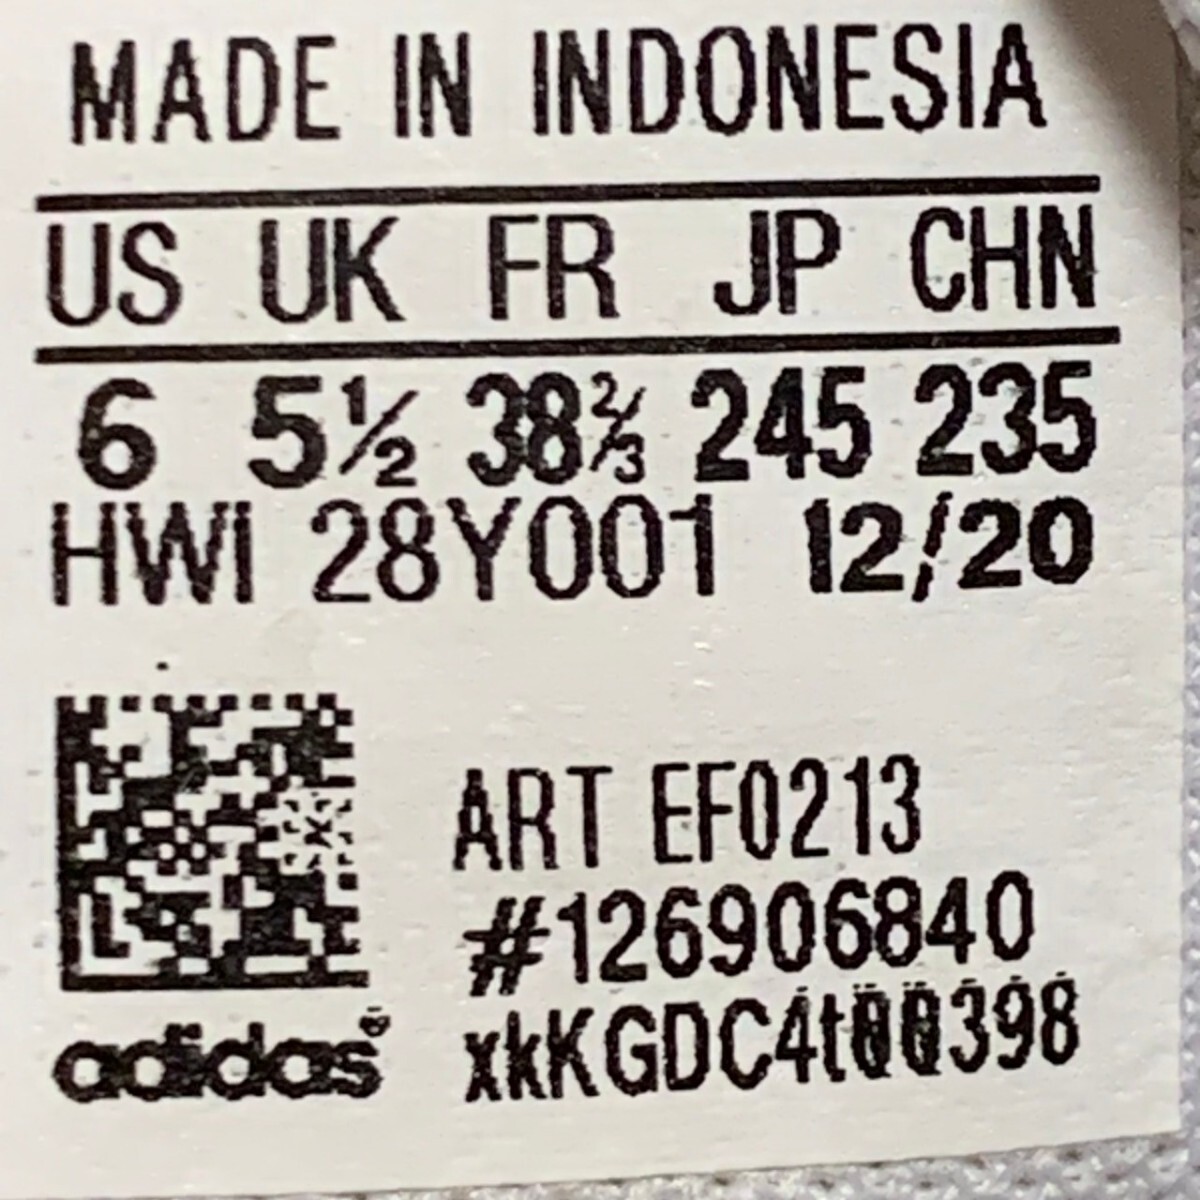 MADE IN INDONESIA
US UK FR JP CHN
6 5½ 38⅔ 245 235
HWI 28Y001 12/20
ART EF0213
#126906840
adidas®